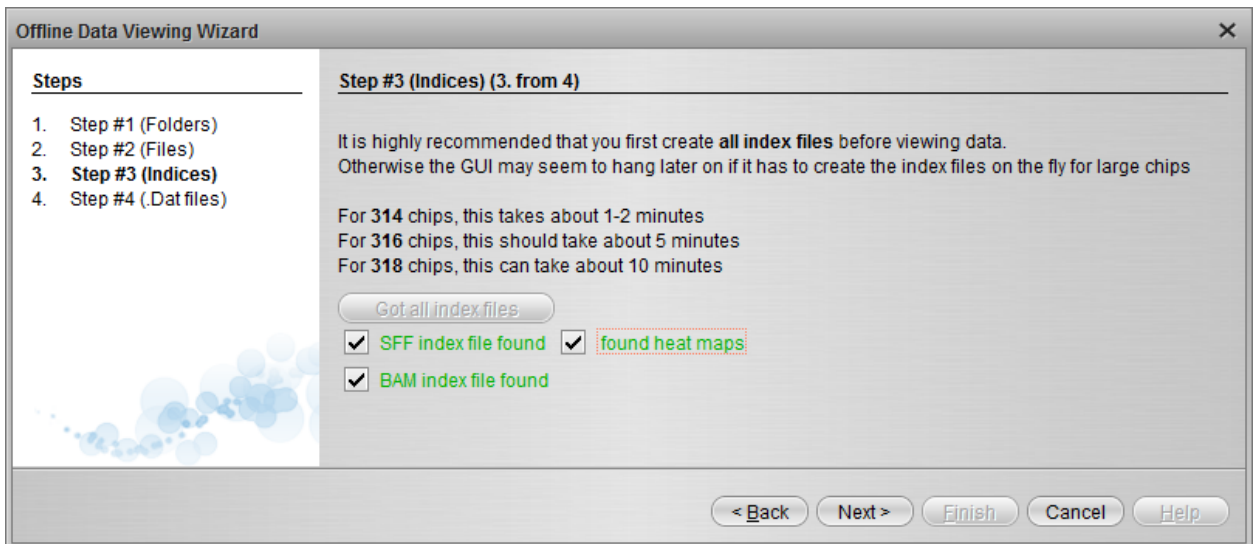 Offline Data Viewing Wizard
Steps
1. Step #1 (Folders)
2. Step #2 (Files)
3. Step #3 (Indices)
4. Step #4 (.Dat files)
Step #3 (Indices) (3. from 4)
It is highly recommended that you first create all index files before viewing data.
Otherwise the GUI may seem to hang later on if it has to create the index files on the fly for large chips
For 314 chips, this takes about 1-2 minutes
For 316 chips, this should take about 5 minutes
For 318 chips, this can take about 10 minutes
Got all index files
SFF index file found found heat maps
BAM index file found
< Back Next > Finish Cancel Help